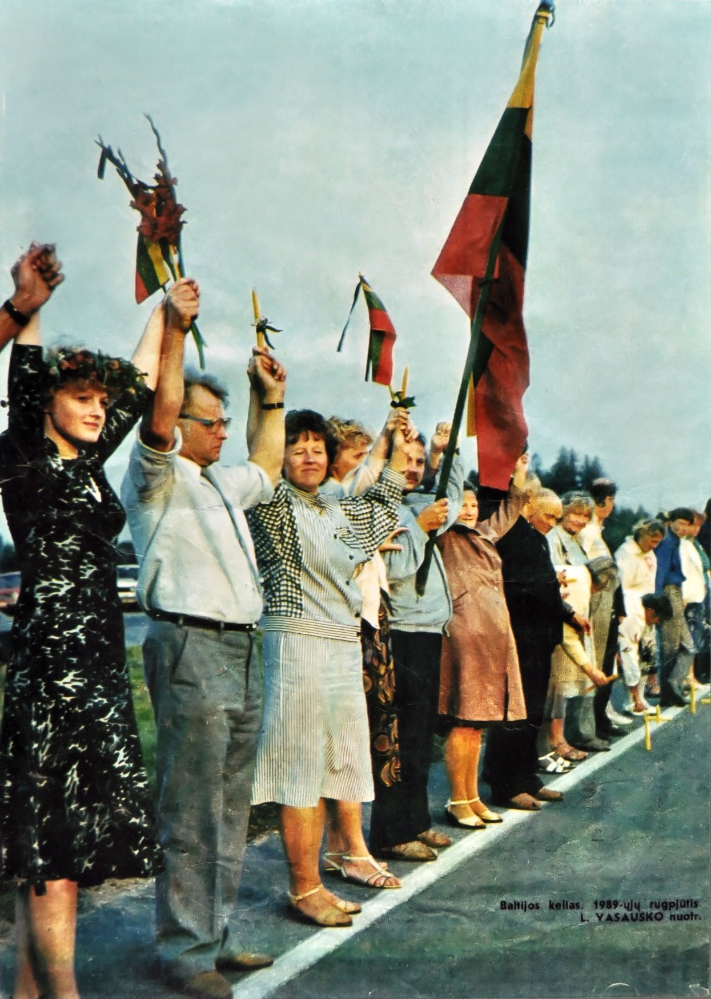 Baltijos kelias. 1989-ųjų rugpjūtis.
L. VASAUSKO nuotr.